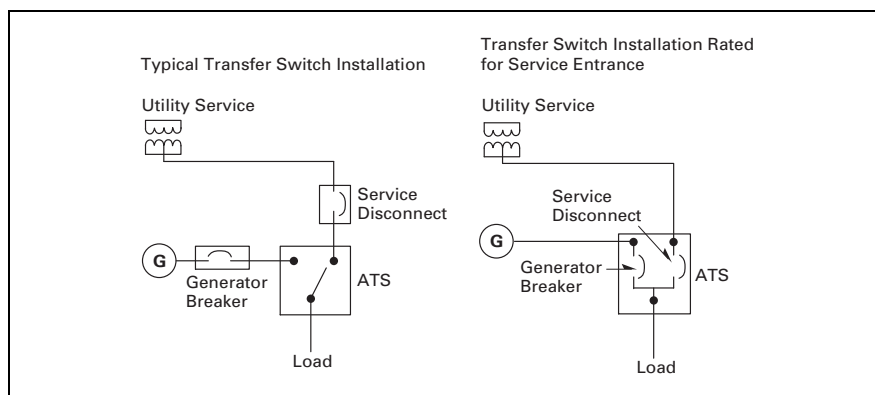 Typical Transfer Switch Installation
Utility Service
Service
Disconnect
G
Generator
Breaker
ATS
Load
Transfer Switch Installation Rated
for Service Entrance
Utility Service
Service
Disconnect
G
Generator
Breaker
ATS
Load